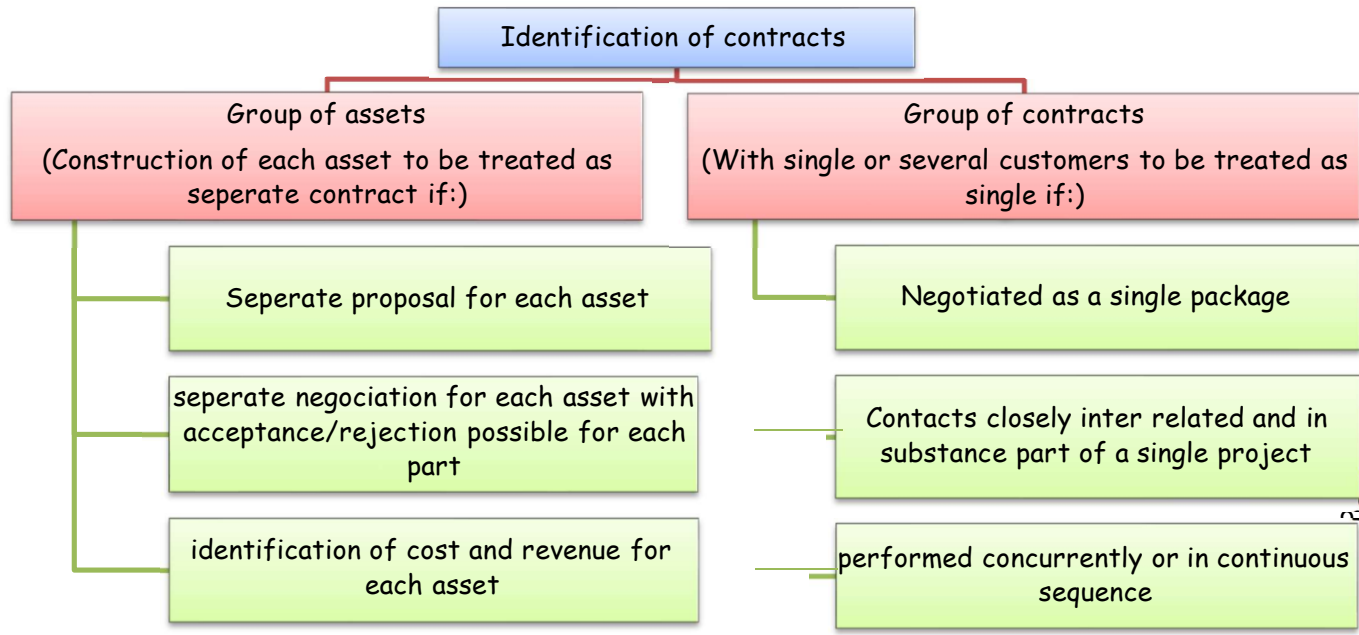 Identification of contracts
Group of assets
(Construction of each asset to be treated as
seperate contract if:)
Seperate proposal for each asset
seperate negociation for each asset with
acceptance/rejection possible for each
part
identification of cost and revenue for
each asset
Group of contracts
(With single or several customers to be treated as
single if:)
Negotiated as a single package
Contacts closely inter related and in
substance part of a single project
performed concurrently or in continuous
sequence